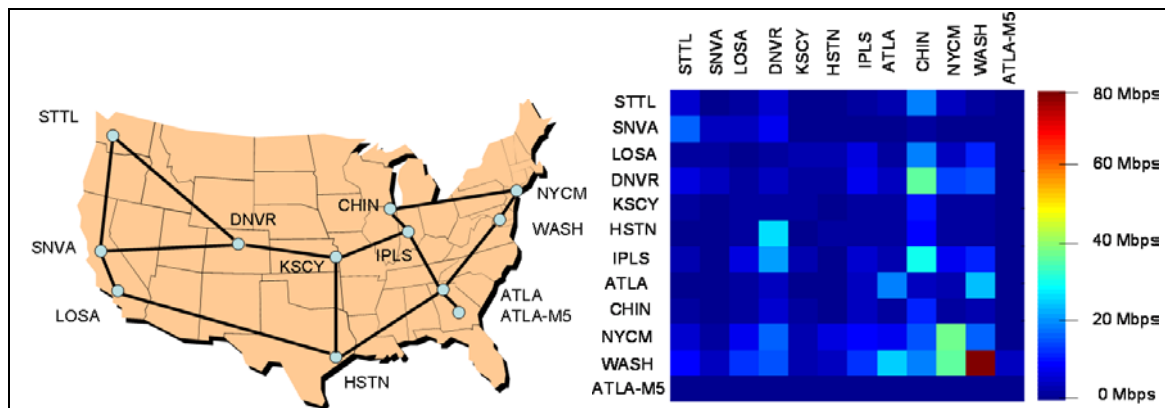 STTL
SNVA
LOSA
DNVR
KSCY
HSTN
CHIN
IPLS
NYCM
WASH
ATLA
ATLA-M5
STTL
SNVA
LOSA
DNVR
KSCY
HSTN
IPLS
ATLA
CHIN
NYCM
WASH
ATLA-M5
STTL
SNVA
LOSA
DNVR
KSCY
HSTN
IPLS
ATLA
CHIN
NYCM
WASH
ATLA-M5
80 Mbps
60 Mbps
40 Mbps
20 Mbps
0 Mbps